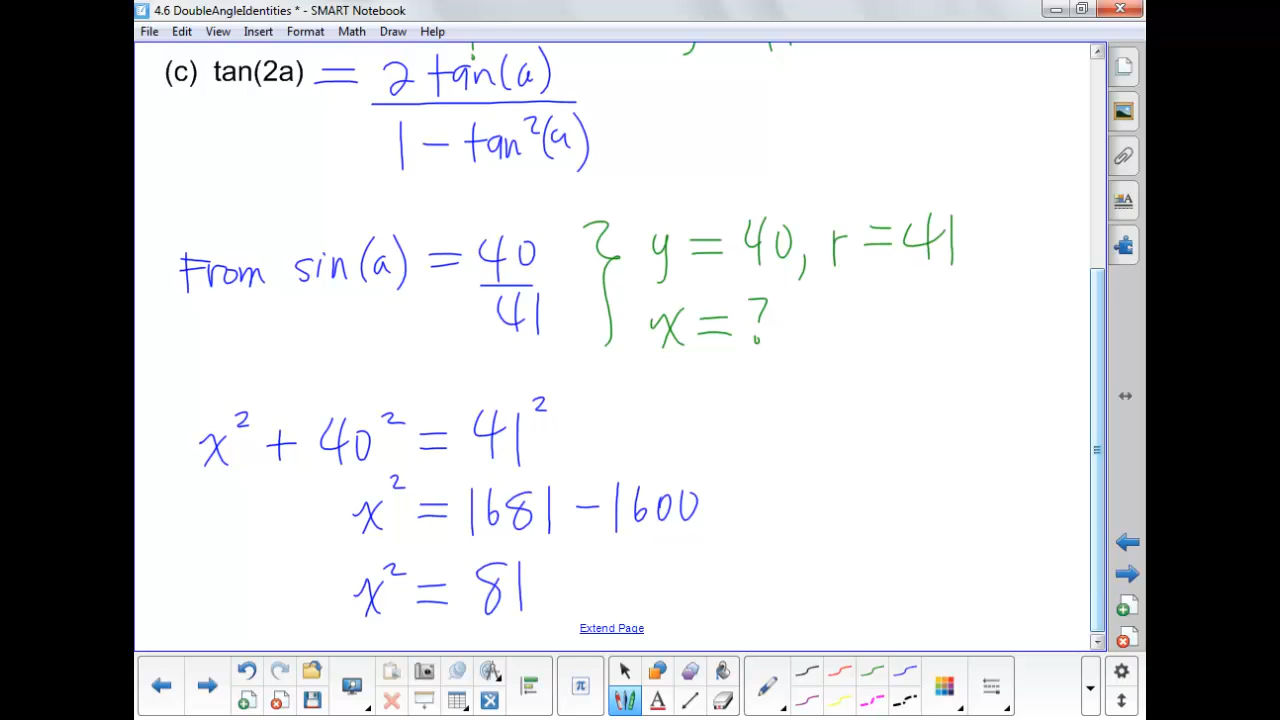 4.6 DoubleAngleIdentities * - SMART Notebook
File Edit View Insert Format Math Draw Help
(c) tan(2a) = 2 tan(a)
1 - tan²(a)
From sin(a) = 40 } y = 40, r = 41
41 x = ?
x² + 40² = 41²
x² = 1681 - 1600
x² = 81
Extend Page
π
A